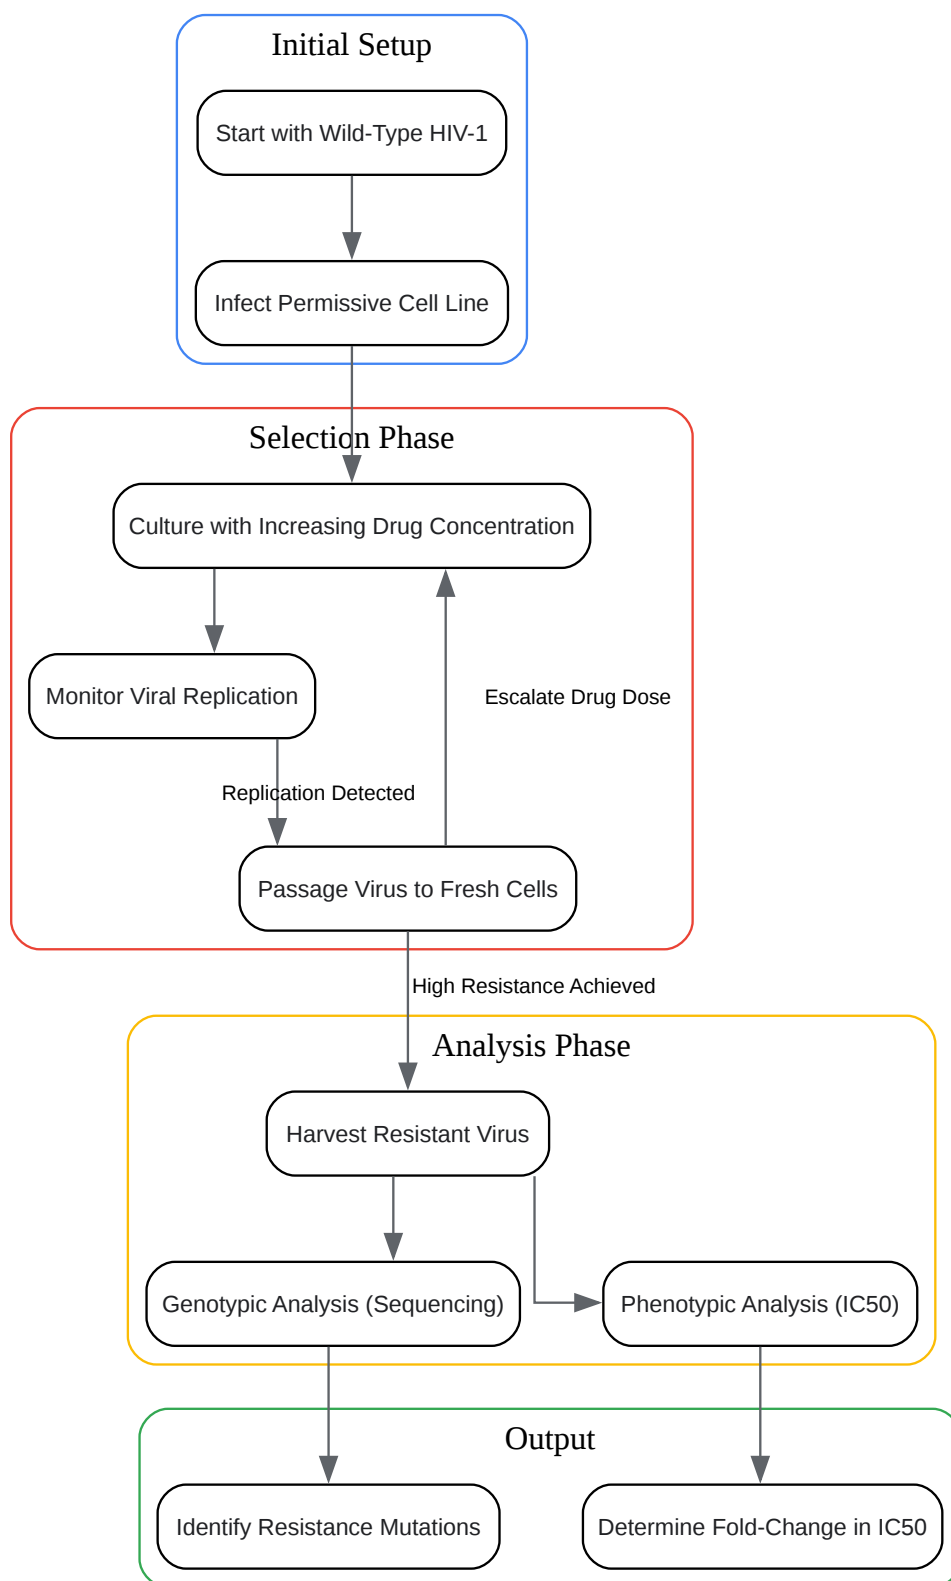 Initial Setup
Start with Wild-Type HIV-1
Infect Permissive Cell Line
Selection Phase
Culture with Increasing Drug Concentration
Monitor Viral Replication
Escalate Drug Dose
Replication Detected
Passage Virus to Fresh Cells
High Resistance Achieved
Analysis Phase
Harvest Resistant Virus
Genotypic Analysis (Sequencing)
Phenotypic Analysis (IC50)
Output
Identify Resistance Mutations
Determine Fold-Change in IC50